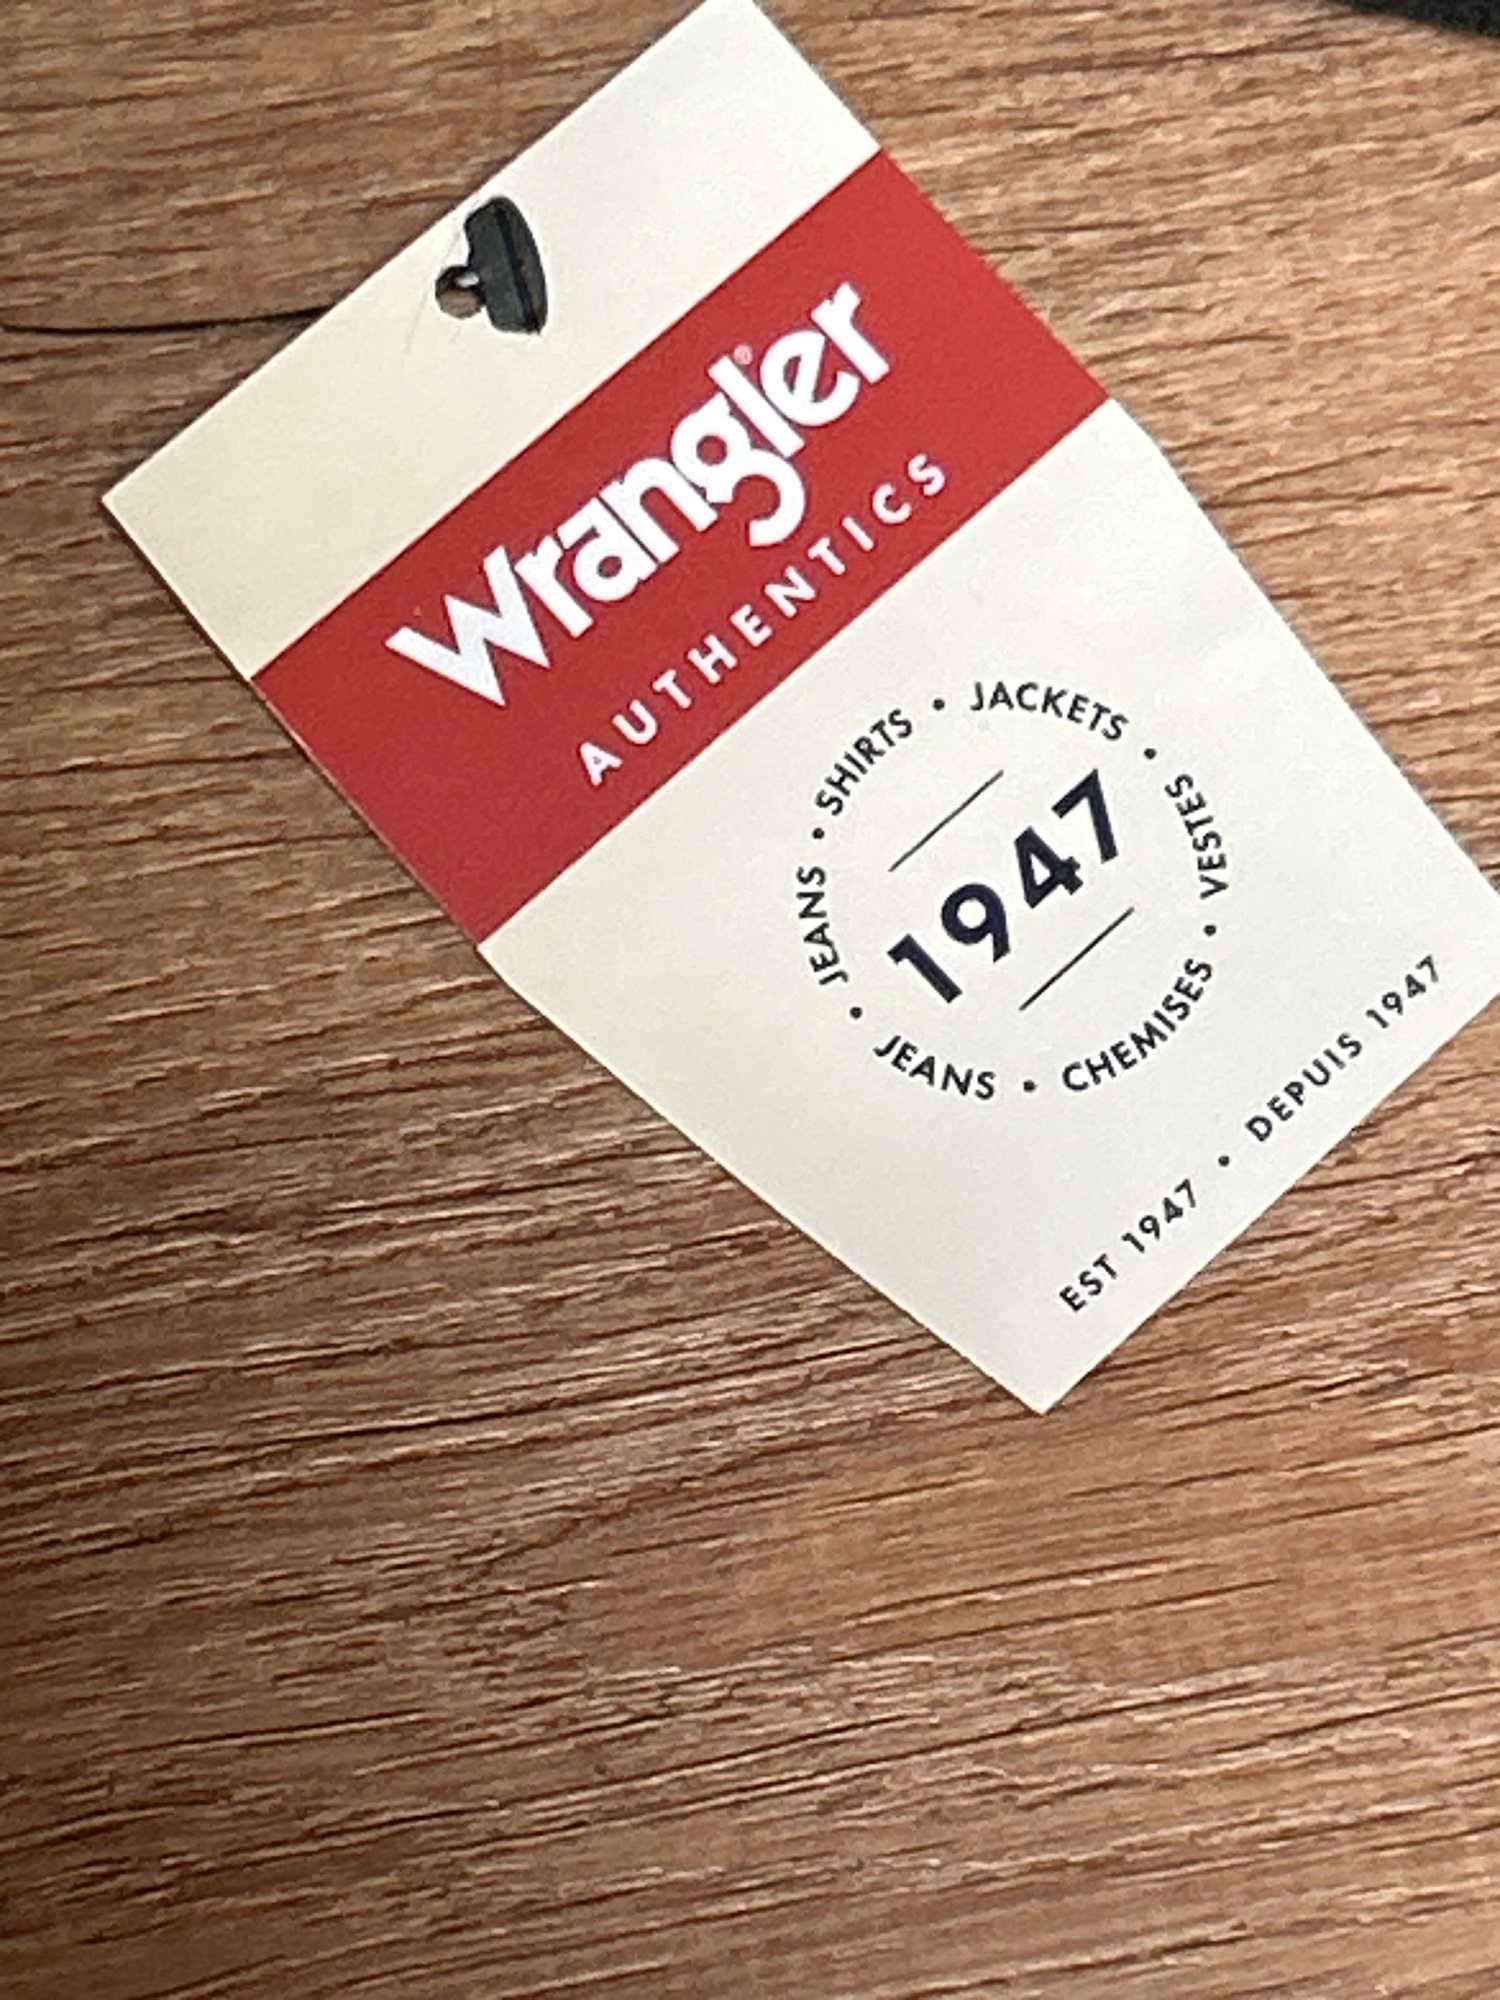 Wrangler®
AUTHENTICS
JEANS • SHIRTS • JACKETS •
1947
VESTES • CHEMISES • JEANS •
EST 1947 • DEPUIS 1947